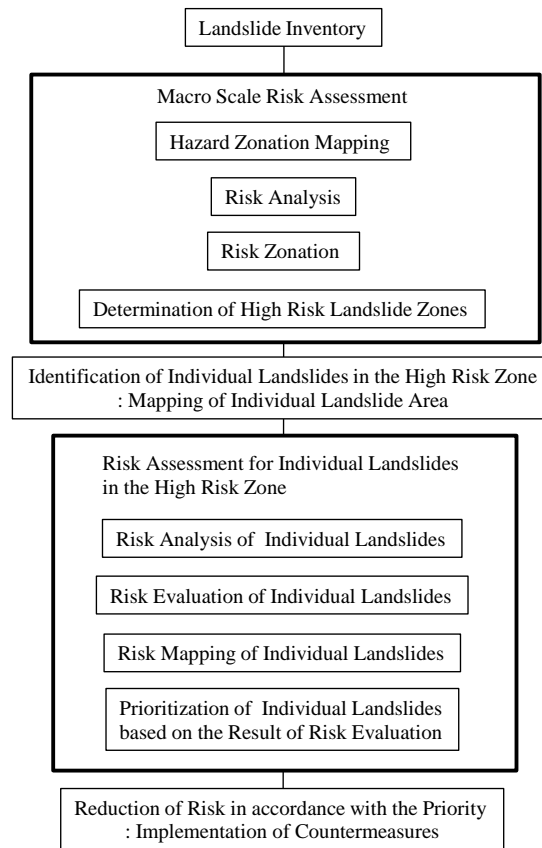 Landslide Inventory
Macro Scale Risk Assessment
Hazard Zonation Mapping
Risk Analysis
Risk Zonation
Determination of High Risk Landslide Zones
Identification of Individual Landslides in the High Risk Zone
: Mapping of Individual Landslide Area
Risk Assessment for Individual Landslides
in the High Risk Zone
Risk Analysis of Individual Landslides
Risk Evaluation of Individual Landslides
Risk Mapping of Individual Landslides
Prioritization of Individual Landslides
based on the Result of Risk Evaluation
Reduction of Risk in accordance with the Priority
: Implementation of Countermeasures